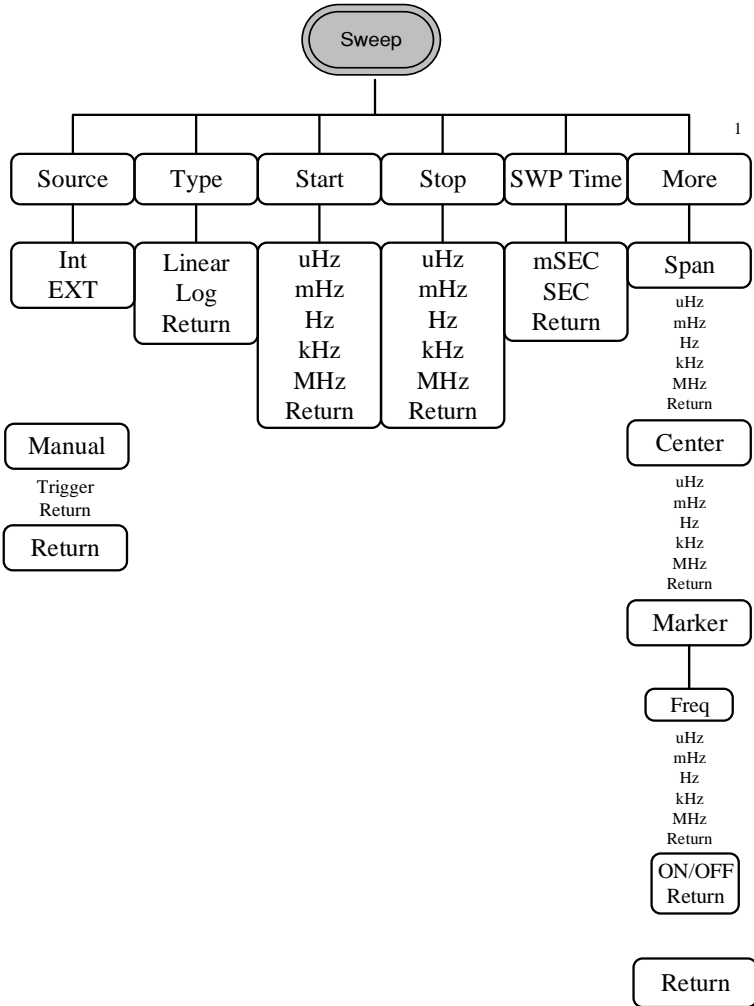 Sweep
1
Source
Type
Start
Stop
SWP Time
More
Int
EXT
Linear
Log
Return
uHz
mHz
Hz
kHz
MHz
Return
uHz
mHz
Hz
kHz
MHz
Return
mSEC
SEC
Return
Span
uHz
mHz
Hz
kHz
MHz
Return
Manual
Trigger
Return
Return
Center
uHz
mHz
Hz
kHz
MHz
Return
Marker
Freq
uHz
mHz
Hz
kHz
MHz
Return
ON/OFF
Return
Return